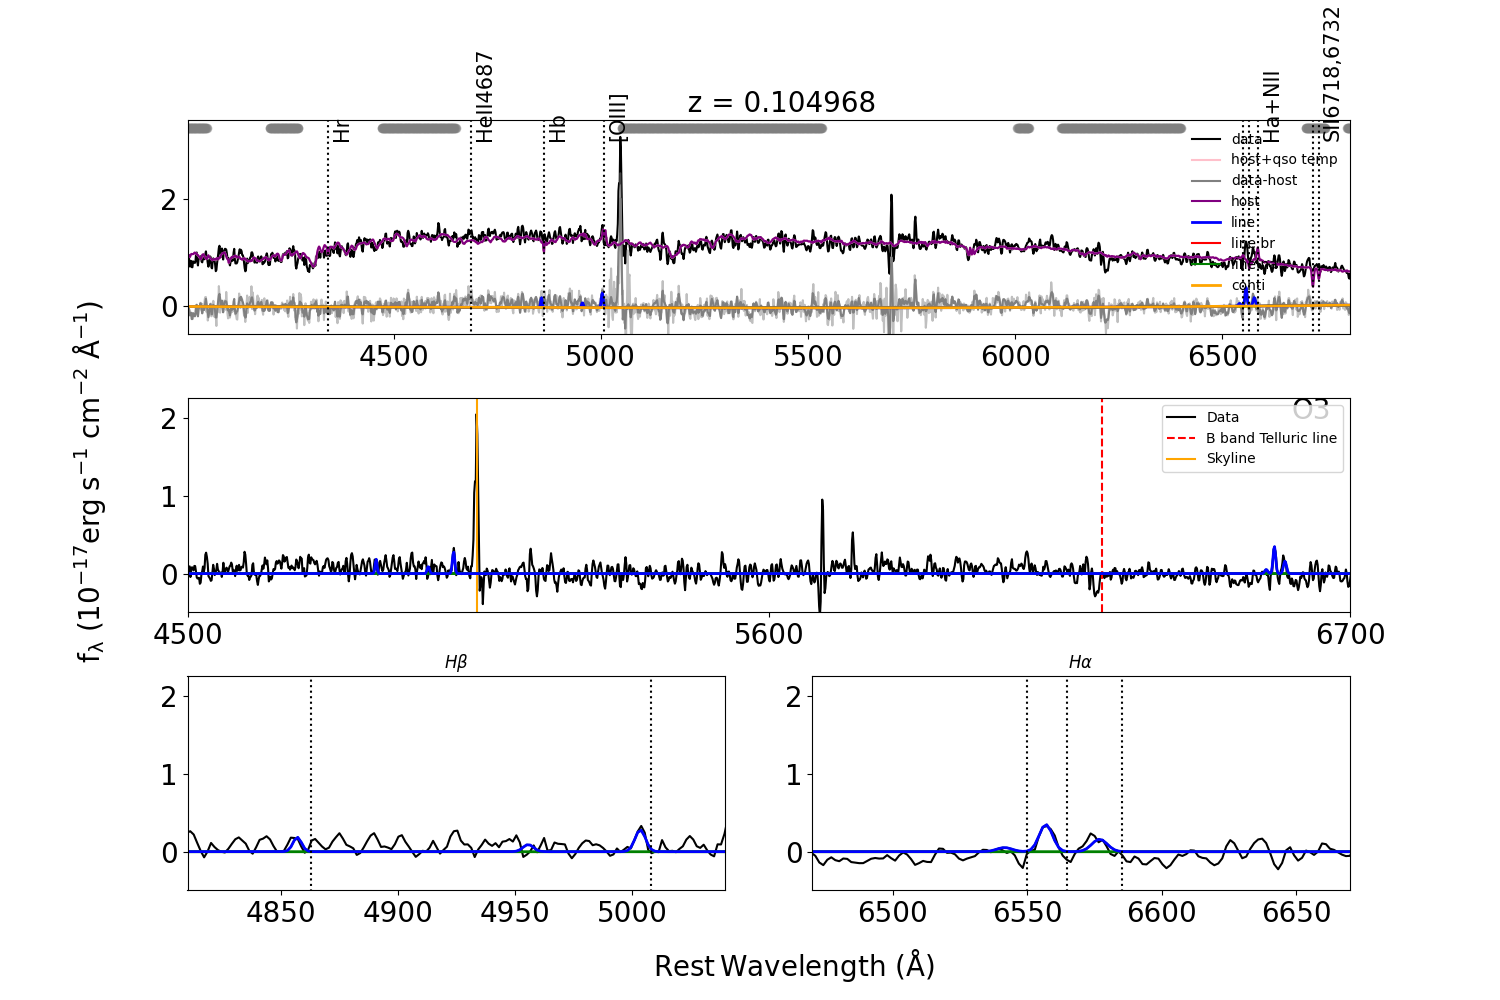 z = 0.104968
Hr
HeII4687
Hb
[OIII]
Ha+NII
SII6718,6732
data
host+qso temp
data-host
host
line
line br
conti
2
0
4500 5000 5500 6000 6500
O3
Data
B band Telluric line
Skyline
2
1
0
4500 5600 6700
fλ (10⁻¹⁷erg s⁻¹ cm⁻² Å⁻¹)
Hβ
2
1
0
4850 4900 4950 5000
Hα
2
1
0
6500 6550 6600 6650
Rest Wavelength (Å)